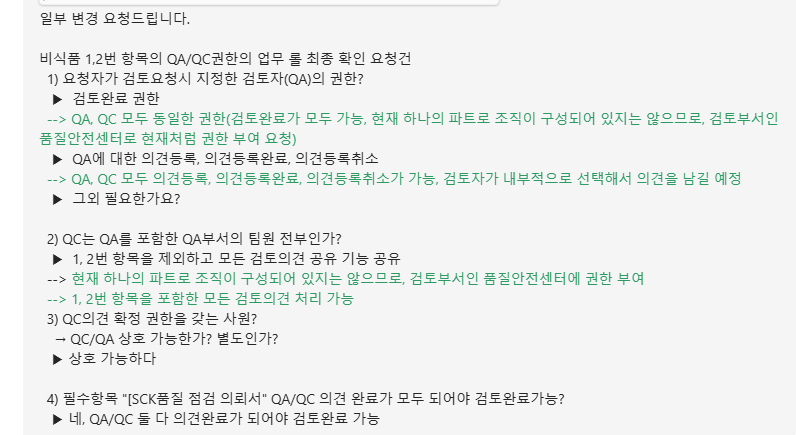 일부 변경 요청드립니다.
비식품 1,2번 항목의 QA/QC권한의 업무 롤 최종 확인 요청건
1) 요청자가 검토요청시 지정한 검토자(QA)의 권한?
▶ 검토완료 권한
--> QA, QC 모두 동일한 권한(검토완료가 모두 가능, 현재 하나의 파트로 조직이 구성되어 있지는 않으므로, 검토부서인
품질안전센터로 현재처럼 권한 부여 요청)
▶ QA에 대한 의견등록, 의견등록완료, 의견등록취소
--> QA, QC 모두 의견등록, 의견등록완료, 의견등록취소가 가능, 검토자가 내부적으로 선택해서 의견을 남길 예정
▶ 그외 필요한가요?
2) QC는 QA를 포함한 QA부서의 팀원 전부인가?
▶ 1, 2번 항목을 제외하고 모든 검토의견 공유 기능 공유
--> 현재 하나의 파트로 조직이 구성되어 있지는 않으므로, 검토부서인 품질안전센터에 권한 부여
--> 1, 2번 항목을 포함한 모든 검토의견 처리 가능
3) QC의견 확정 권한을 갖는 사원?
→ QC/QA 상호 가능한가? 별도인가?
▶ 상호 가능하다
4) 필수항목 "[SCK품질 점검 의뢰서" QA/QC 의견 완료가 모두 되어야 검토완료가능?
▶ 네, QA/QC 둘 다 의견완료가 되어야 검토완료 가능